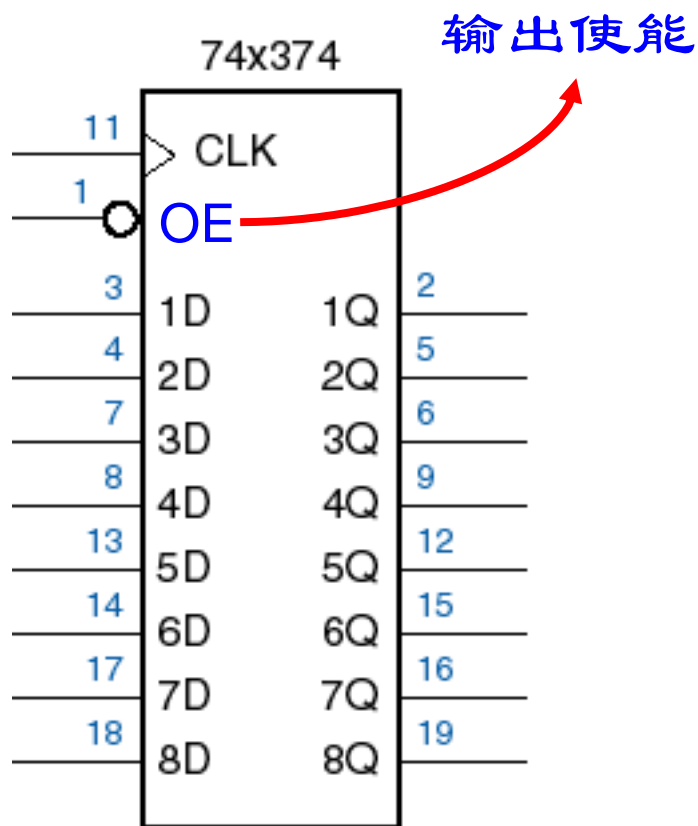 输出使能
74x374
11 CLK
1 OE
3 1D 1Q 2
4 2D 2Q 5
7 3D 3Q 6
8 4D 4Q 9
13 5D 5Q 12
14 6D 6Q 15
17 7D 7Q 16
18 8D 8Q 19